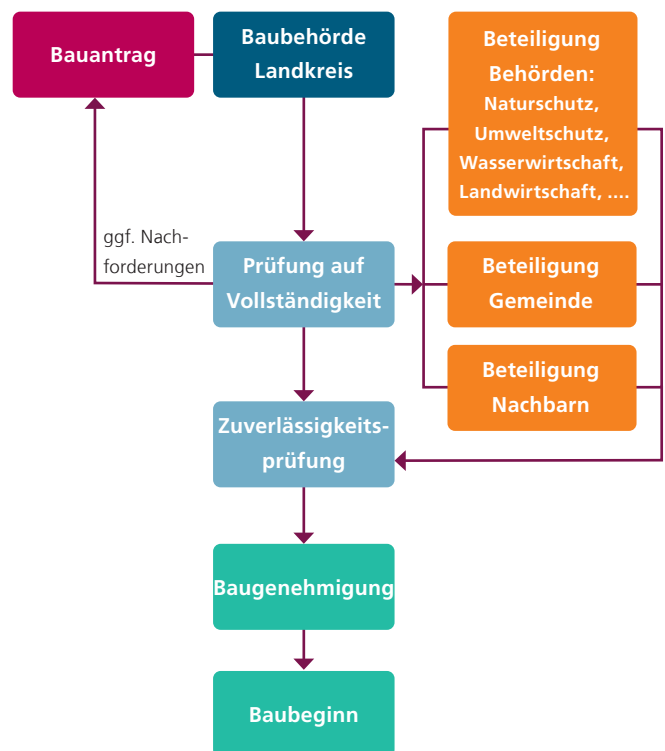 Bauantrag
Baubehörde
Landkreis
Beteiligung
Behörden:
Naturschutz,
Umweltschutz,
Wasserwirtschaft,
Landwirtschaft, ....
ggf. Nach-
forderungen
Prüfung auf
Vollständigkeit
Beteiligung
Gemeinde
Beteiligung
Nachbarn
Zuverlässigkeits-
prüfung
Baugenehmigung
Baubeginn